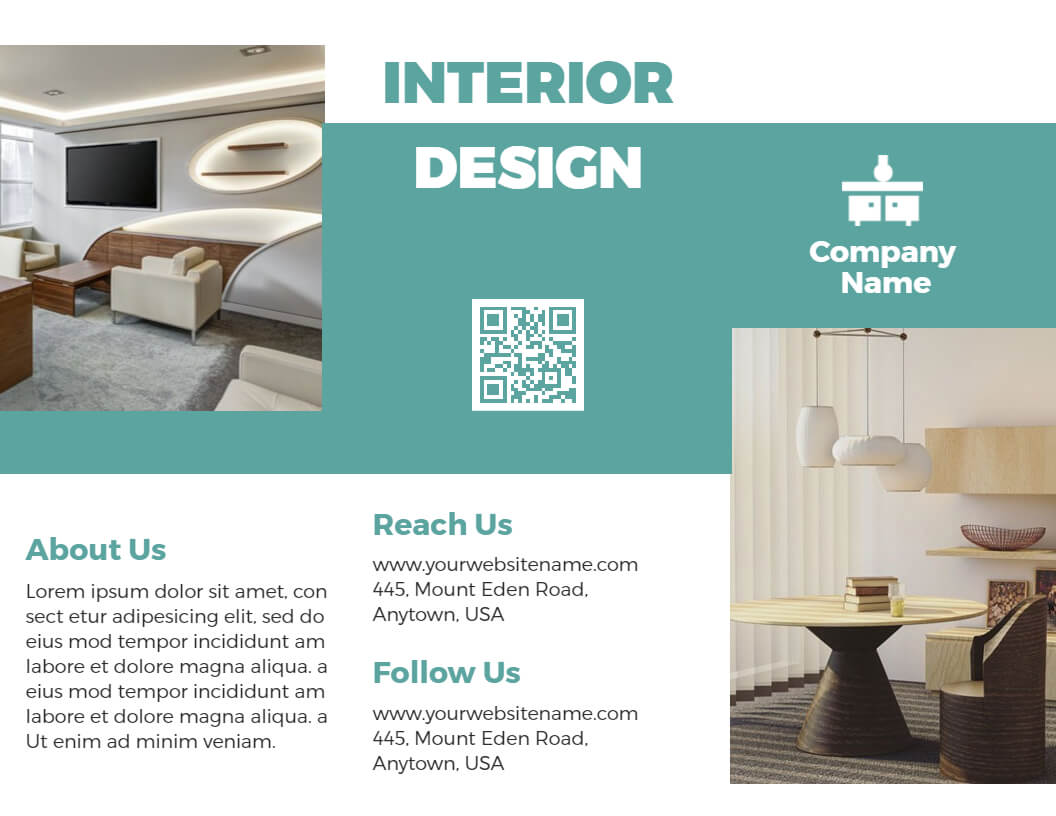 INTERIOR
DESIGN
Company
Name
About Us
Lorem ipsum dolor sit amet, con
sect etur adipesicing elit, sed do
eius mod tempor incididunt am
labore et dolore magna aliqua. a
eius mod tempor incididunt am
labore et dolore magna aliqua. a
Ut enim ad minim veniam.
Reach Us
www.yourwebsitename.com
445, Mount Eden Road,
Anytown, USA
Follow Us
www.yourwebsitename.com
445, Mount Eden Road,
Anytown, USA